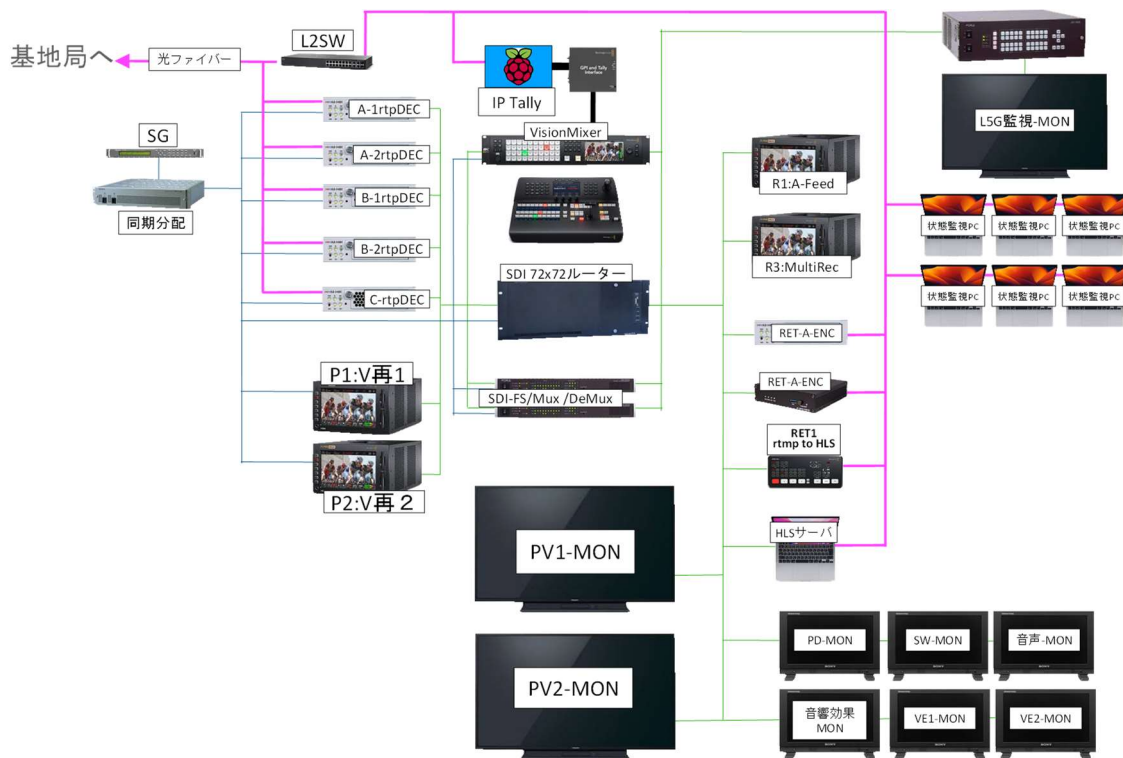 基地局へ
光ファイバー
L2SW
IP Tally
GPI and Tally
Interface
SG
同期分配
A-1rtpDEC
A-2rtpDEC
B-1rtpDEC
B-2rtpDEC
C-rtpDEC
VisionMixer
SDI 72x72ルーター
SDI-FS/Mux /DeMux
P1:V再1
P2:V再２
R1:A-Feed
R3:MultiRec
L5G監視-MON
状態監視PC
状態監視PC
状態監視PC
状態監視PC
状態監視PC
状態監視PC
RET-A-ENC
RET-A-ENC
RET1
rtmp to HLS
HLSサーバ
PV1-MON
PV2-MON
PD-MON
SW-MON
音声-MON
音響効果
MON
VE1-MON
VE2-MON
SONY
SONY
SONY
SONY
SONY
SONY